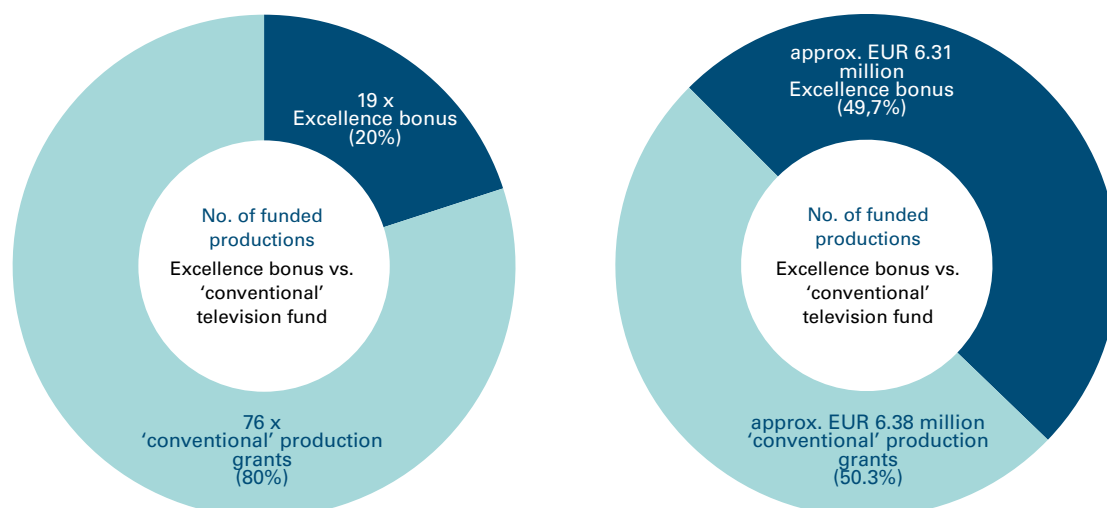 19 x
Excellence bonus
(20%)
No. of funded
productions
Excellence bonus vs.
‘conventional’
television fund
76 x
‘conventional’ production
grants
(80%)
approx. EUR 6.31
million
Excellence bonus
(49,7%)
No. of funded
productions
Excellence bonus vs.
‘conventional’
television fund
approx. EUR 6.38 million
‘conventional’ production
grants
(50.3%)